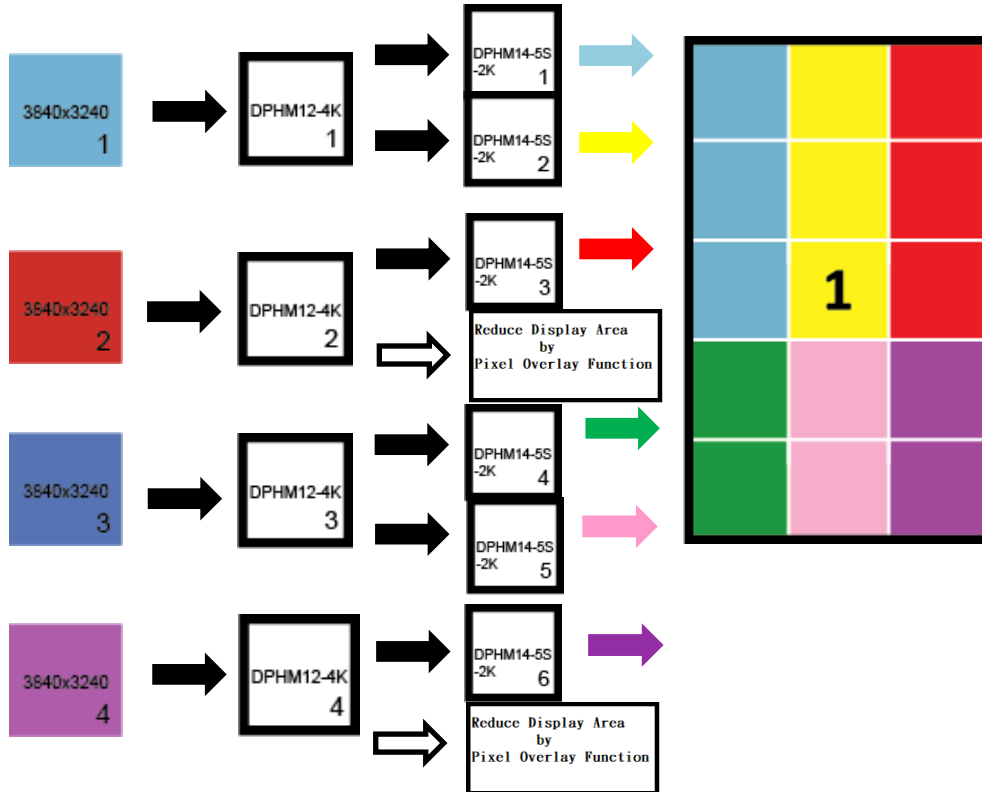 3840x3240
1
DPHM12-4K
1
DPHM14-5S
-2K
1
DPHM14-5S
-2K
2
3840x3240
2
DPHM12-4K
2
DPHM14-5S
-2K
3
Reduce Display Area
by
Pixel Overlay Function
1
3840x3240
3
DPHM12-4K
3
DPHM14-5S
-2K
4
DPHM14-5S
-2K
5
3840x3240
4
DPHM12-4K
4
DPHM14-5S
-2K
6
Reduce Display Area
by
Pixel Overlay Function